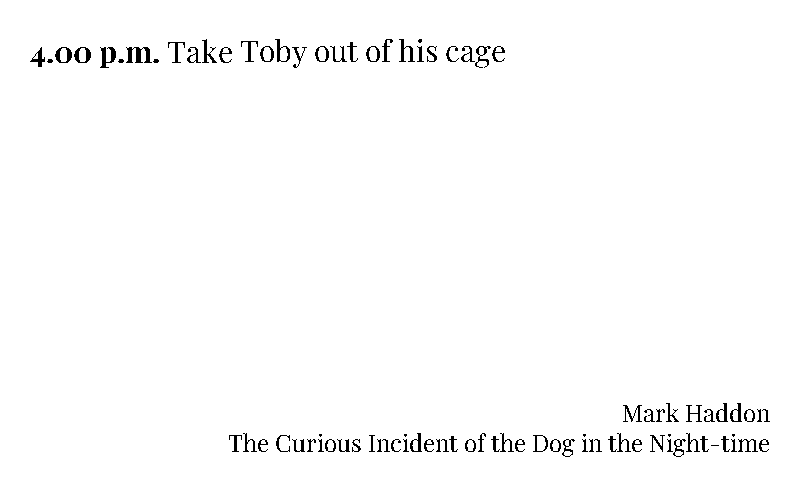 4.00 p.m. Take Toby out of his cage
Mark Haddon
The Curious Incident of the Dog in the Night-time